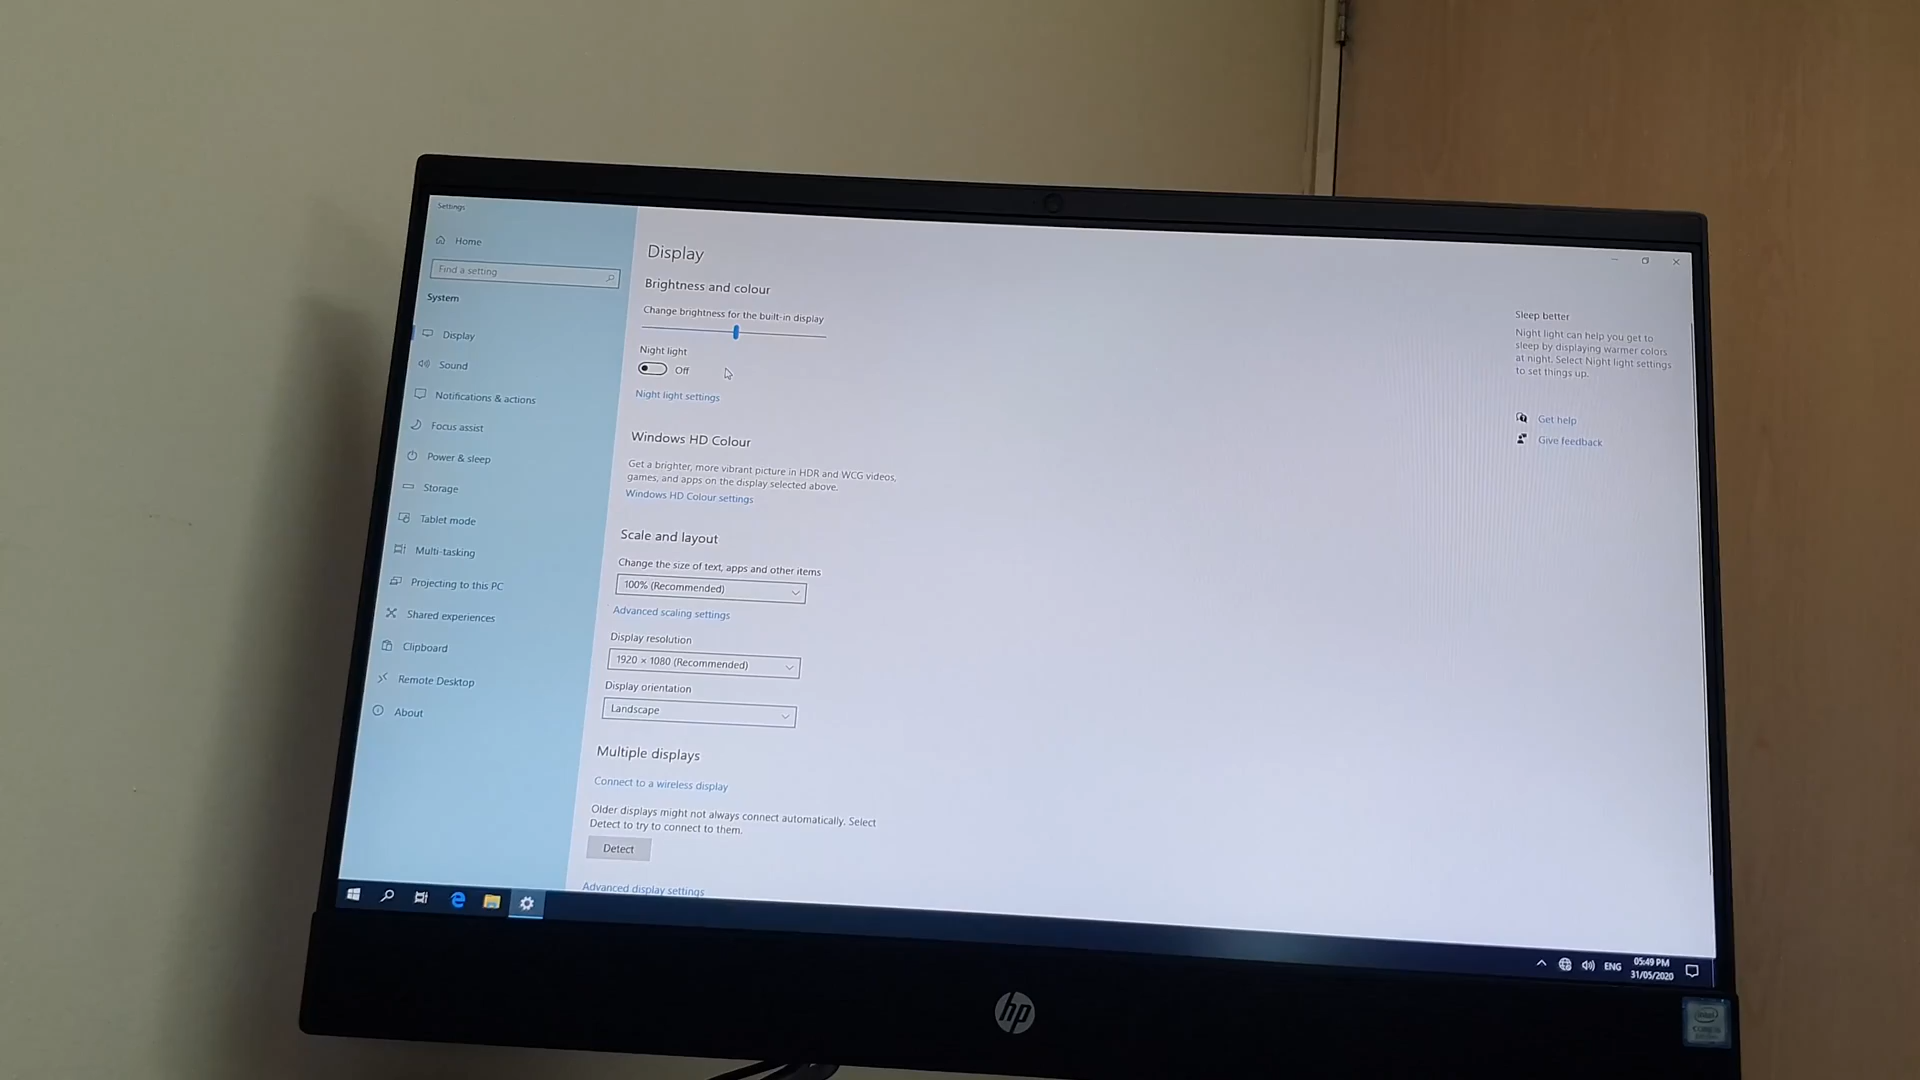 Settings
Home
Find a setting
System
Display
Sound
Notifications & actions
Focus assist
Power & sleep
Storage
Tablet mode
Multi-tasking
Projecting to this PC
Shared experiences
Clipboard
Remote Desktop
About
Display
Brightness and colour
Change brightness for the built-in display
Night light
Off
Night light settings
Windows HD Colour
Get a brighter, more vibrant picture in HDR and WCG videos,
games, and apps on the display selected above.
Windows HD Colour settings
Scale and layout
Change the size of text, apps and other items
100% (Recommended)
Advanced scaling settings
Display resolution
1920 × 1080 (Recommended)
Display orientation
Landscape
Multiple displays
Connect to a wireless display
Older displays might not always connect automatically. Select
Detect to try to connect to them.
Detect
Advanced display settings
Sleep better
Night light can help you get to
sleep by displaying warmer colors
at night. Select Night light settings
to set things up.
Get help
Give feedback
ENG
05:49 PM
31/05/2020
hp
intel